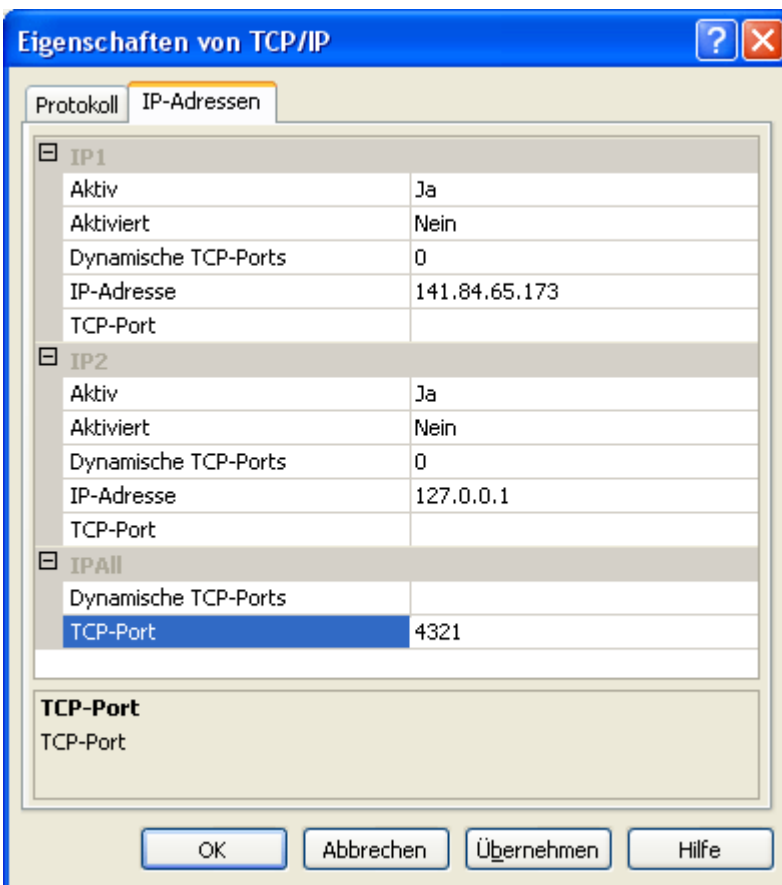 Eigenschaften von TCP/IP
Protokoll IP-Adressen
IP1
Aktiv Ja
Aktiviert Nein
Dynamische TCP-Ports 0
IP-Adresse 141.84.65.173
TCP-Port
IP2
Aktiv Ja
Aktiviert Nein
Dynamische TCP-Ports 0
IP-Adresse 127.0.0.1
TCP-Port
IPAll
Dynamische TCP-Ports
TCP-Port 4321
TCP-Port
TCP-Port
OK Abbrechen Übernehmen Hilfe